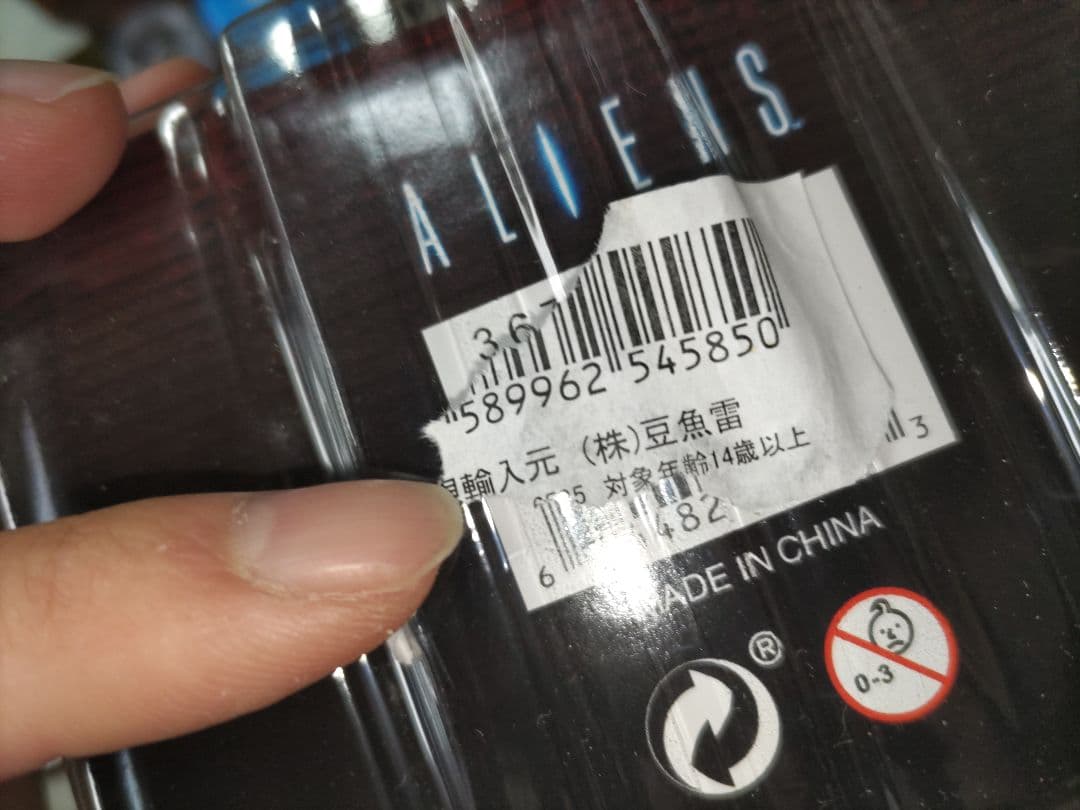 ALIENS
367
589962 545850
輸入元 (株)豆魚雷
対象年齢14歳以上
6 482 3
MADE IN CHINA
®
0-3